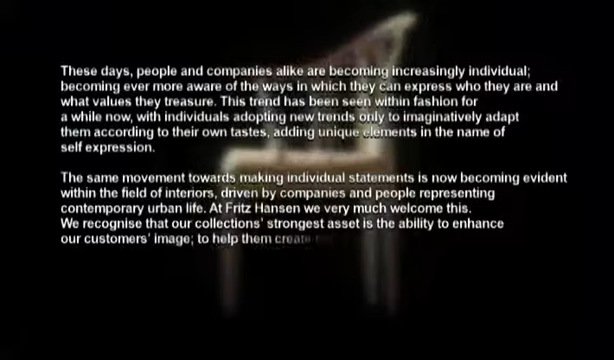 These days, people and companies alike are becoming increasingly individual;
becoming ever more aware of the ways in which they can express who they are and
what values they treasure. This trend has been seen within fashion for
a while now, with individuals adopting new trends only to imaginatively adapt
them according to their own tastes, adding unique elements in the name of
self expression.
The same movement towards making individual statements is now becoming evident
within the field of interiors, driven by companies and people representing
contemporary urban life. At Fritz Hansen we very much welcome this.
We recognise that our collections' strongest asset is the ability to enhance
our customers' image; to help them create